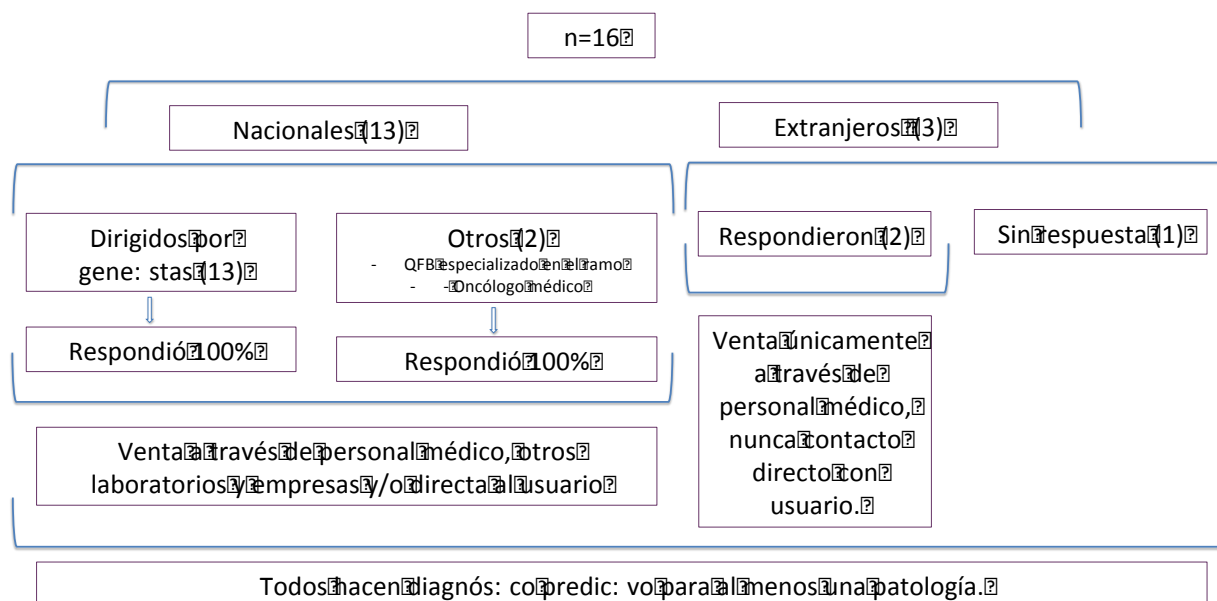 n=16
Nacionales (13)
Extranjeros (3)
Dirigidos por
gene: stas (13)
Otros (2)
- QFB especializado en el ramo
- - Oncólogo médico
Respondieron (2)
Sin respuesta (1)
Respondió 100%
Respondió 100%
Venta únicamente
a través de
personal médico,
nunca contacto
directo con
usuario.
Venta a través de personal médico, otros
laboratorios y empresas y/o directa al usuario
Todos hacen diagnós: co predic: vo para al menos una patología.